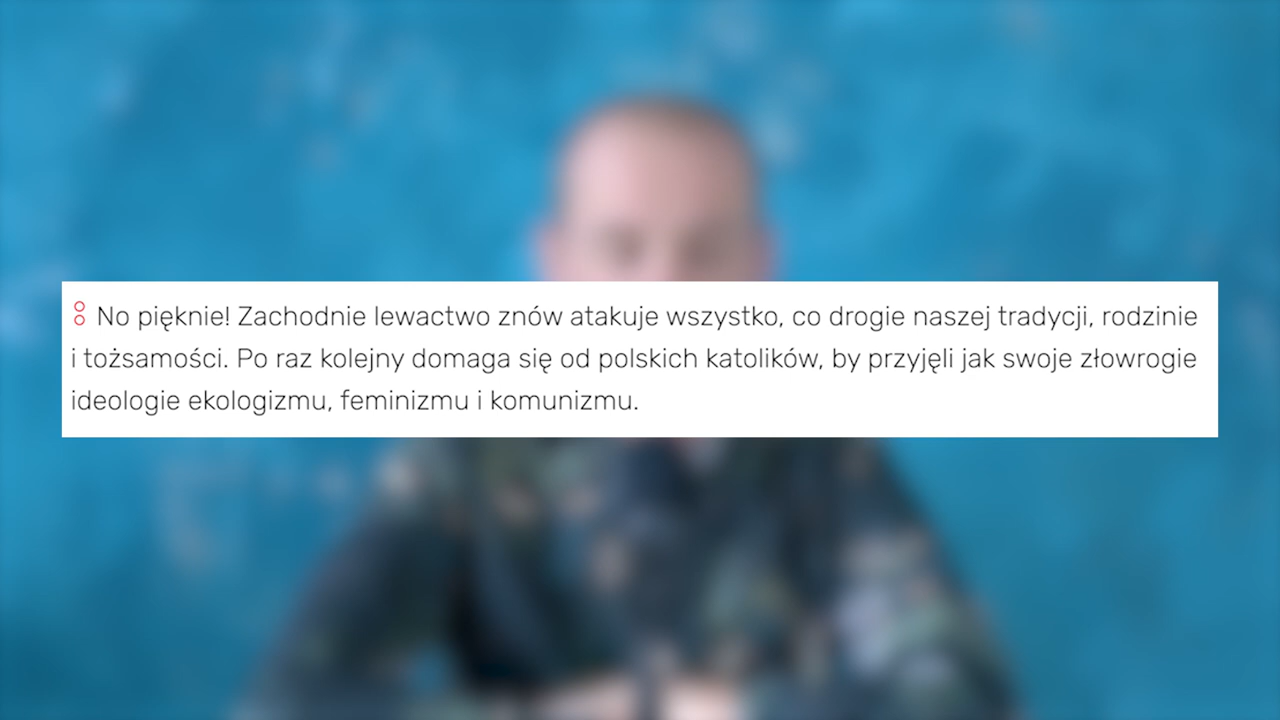 No pięknie! Zachodnie lewactwo znów atakuje wszystko, co drogie naszej tradycji, rodzinie
i tożsamości. Po raz kolejny domaga się od polskich katolików, by przyjęli jak swoje złowrogie
ideologie ekologizmu, feminizmu i komunizmu.